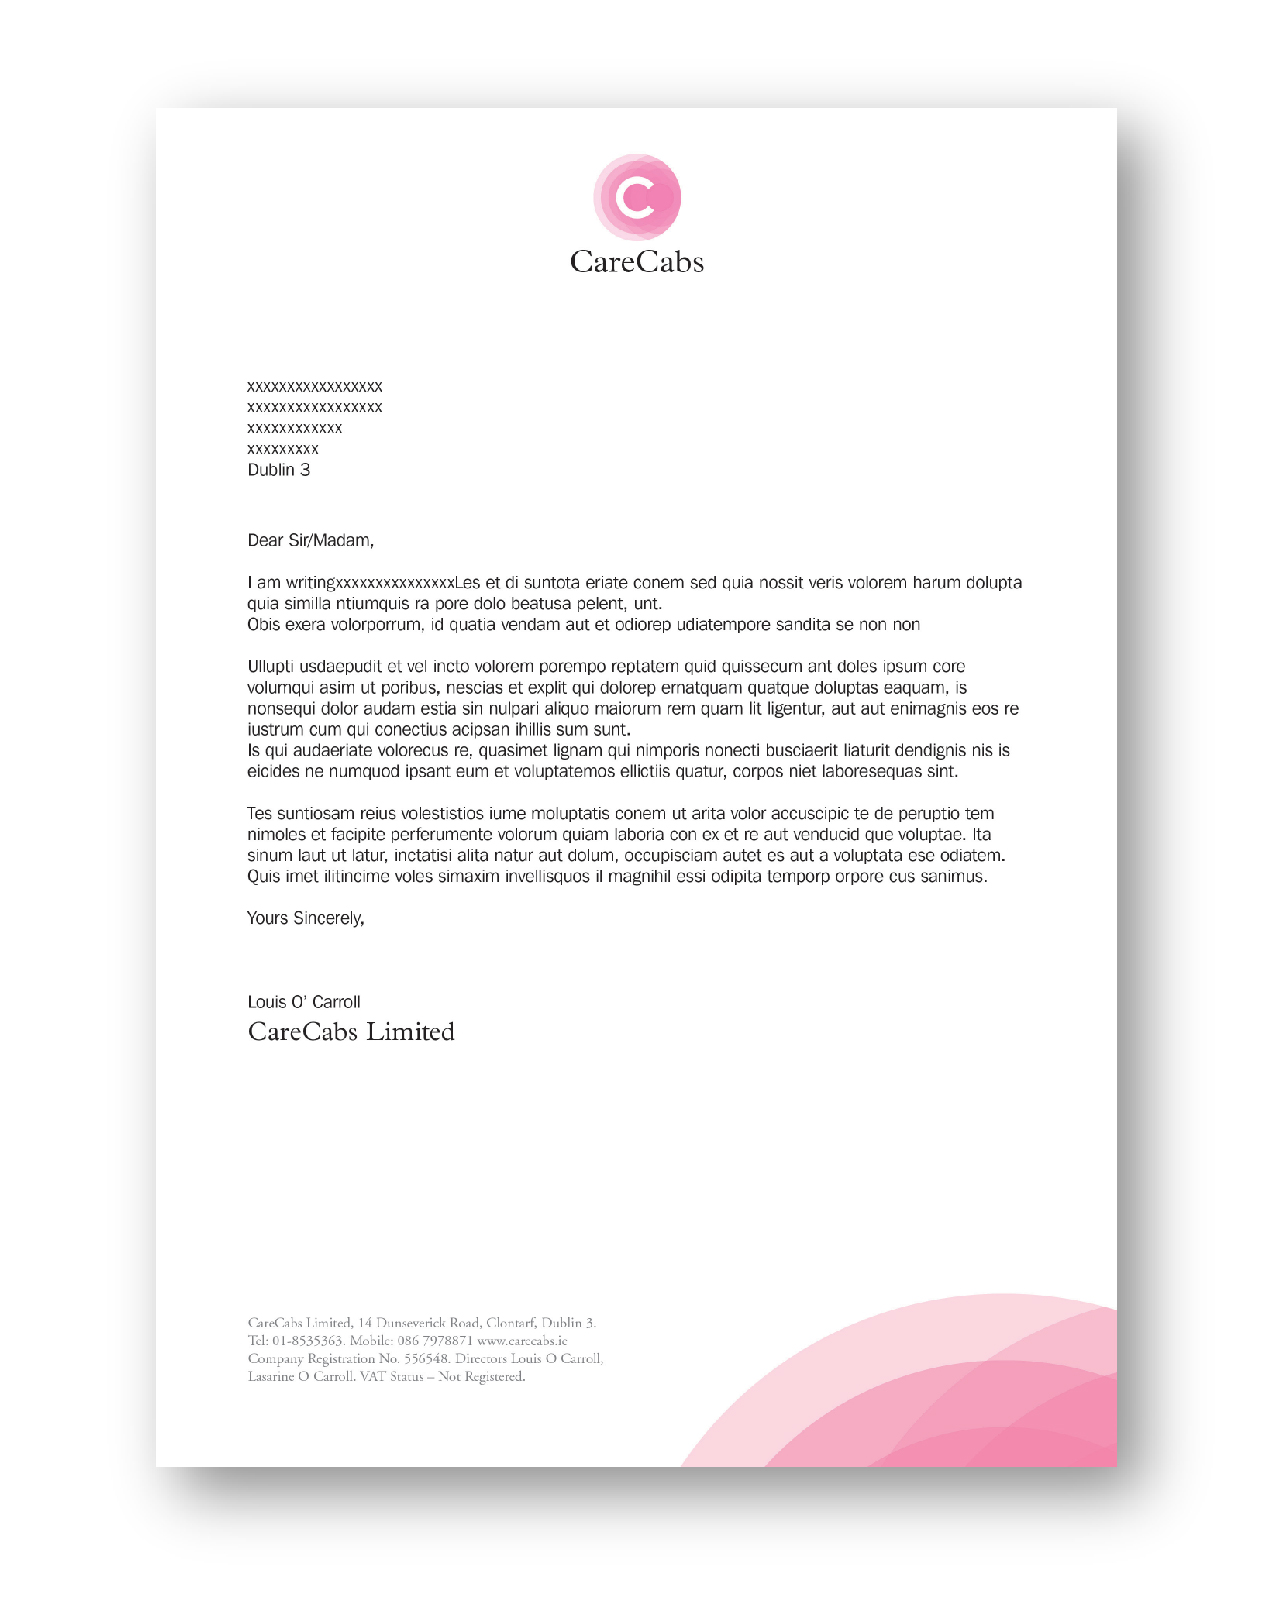 C
CareCabs
xxxxxxxxxxxxxxxxx
xxxxxxxxxxxxxxxxx
xxxxxxxxxxxx
xxxxxxxxx
Dublin 3
Dear Sir/Madam,
I am writingxxxxxxxxxxxxxxxLes et di suntota eriate conem sed quia nossit veris volorem harum dolupta
quia similla ntiumquis ra pore dolo beatusa pelent, unt.
Obis exera volorporrum, id quatia vendam aut et odiorep udiatempore sandita se non non
Ullupti usdaepudit et vel incto volorem porempo reptatem quid quissecum ant doles ipsum core
volumqui asim ut poribus, nescias et explit qui dolorep ernatquam quatque doluptas eaquam, is
nonsequi dolor audam estia sin nulpari aliquo maiorum rem quam lit ligentur, aut aut enimagnis eos re
iustrum cum qui conectius acipsan ihillis sum sunt.
Is qui audaeriate volorecus re, quasimet lignam qui nimporis nonecti busciaerit liaturit dendignis nis is
eicides ne numquod ipsant eum et voluptatemos ellictiis quatur, corpos niet laboresequas sint.
Tes suntiosam reius volestistios iume moluptatis conem ut arita volor accuscipic te de peruptio tem
nimoles et facipite perferumente volorum quiam laboria con ex et re aut venducid que voluptae. Ita
sinum laut ut latur, inctatisi alita natur aut dolum, occupisciam autet es aut a voluptata ese odiatem.
Quis imet ilitincime voles simaxim invellisquos il magnihil essi odipita temporp orpore cus sanimus.
Yours Sincerely,
Louis O' Carroll
CareCabs Limited
CareCabs Limited, 14 Dunseverick Road, Clontarf, Dublin 3.
Tel: 01-8535363. Mobile: 086 7978871 www.carecabs.ie
Company Registration No. 556548. Directors Louis O Carroll,
Lasarine O Carroll. VAT Status – Not Registered.